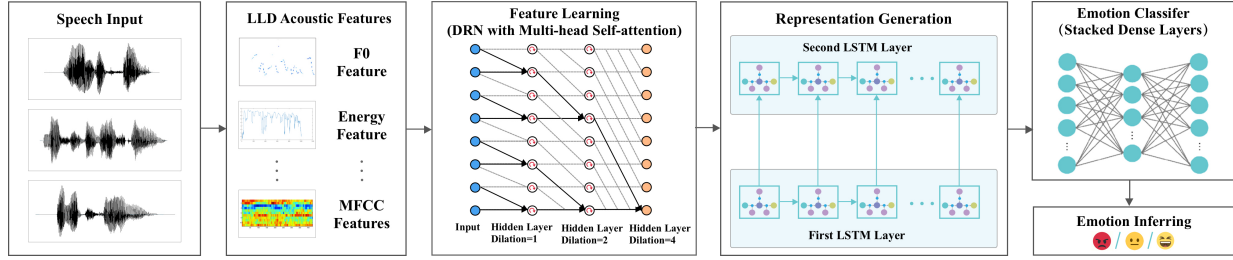 Speech Input
LLD Acoustic Features
F0
Feature
Energy
Feature
MFCC
Features
Feature Learning
(DRN with Multi-head Self-attention)
Input
Hidden Layer
Dilation=1
Hidden Layer
Dilation=2
Hidden Layer
Dilation=4
Representation Generation
Second LSTM Layer
First LSTM Layer
Emotion Classifer
(Stacked Dense Layers)
Emotion Inferring
/ /